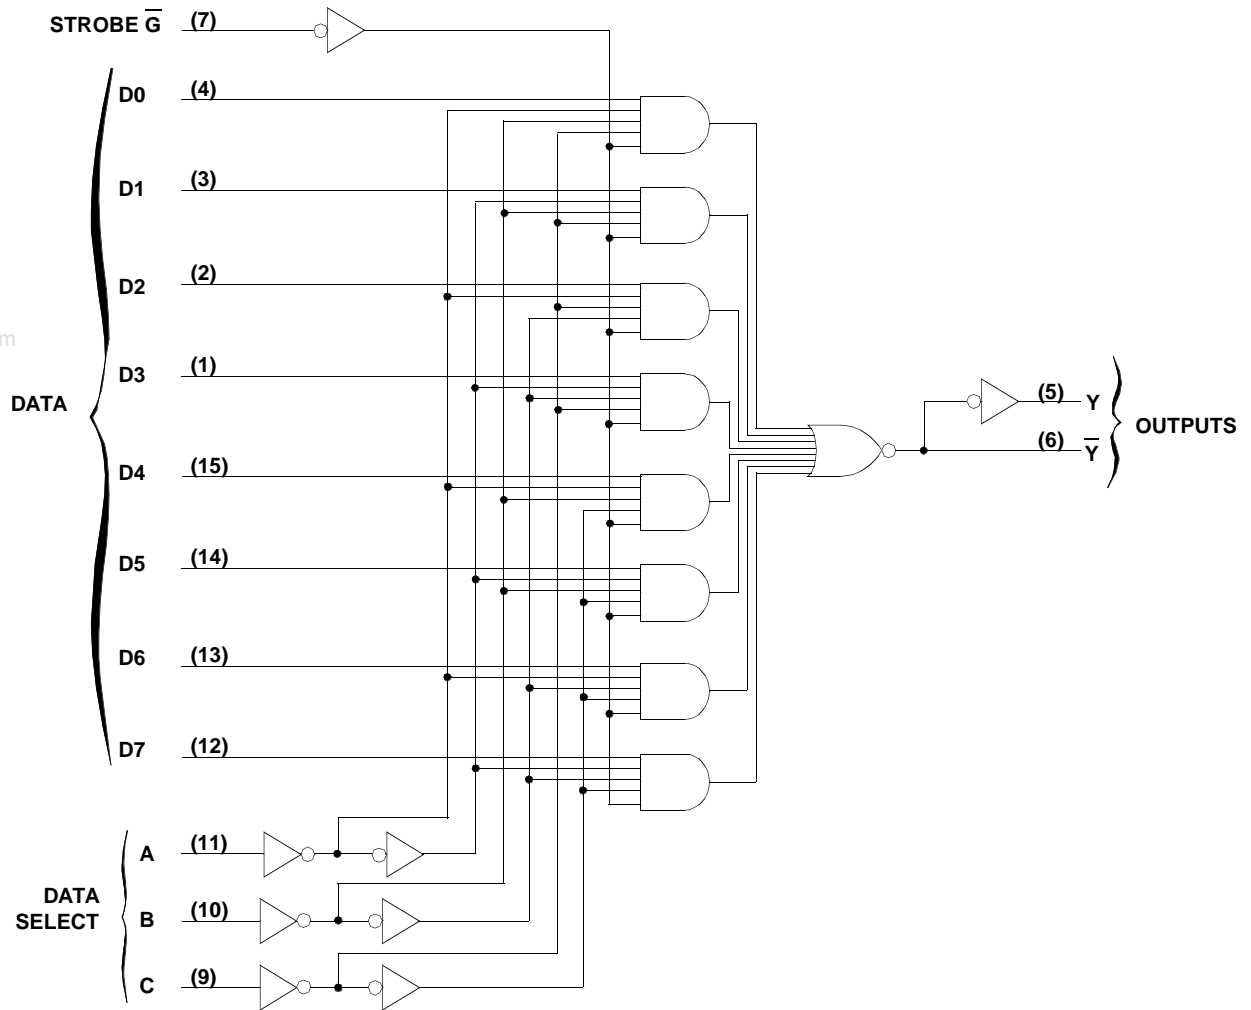 STROBE G̅ (7)
D0 (4)
D1 (3)
D2 (2)
m
D3 (1)
DATA
(5) Y
OUTPUTS
(6) Y̅
D4 (15)
D5 (14)
D6 (13)
D7 (12)
A (11)
DATA
SELECT
B (10)
C (9)